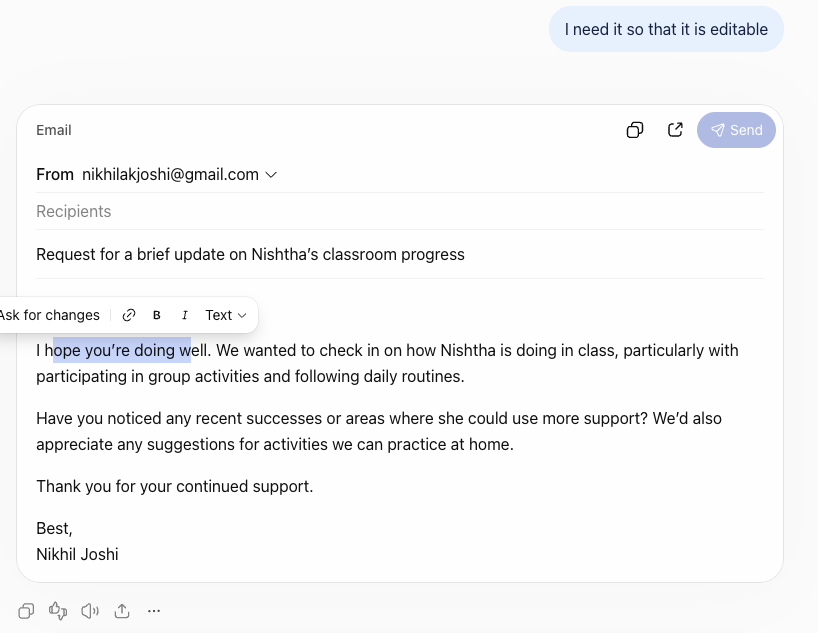 I need it so that it is editable
Email
Send
From nikhilakjoshi@gmail.com
Recipients
Request for a brief update on Nishtha’s classroom progress
Ask for changes B I Text
I hope you’re doing well. We wanted to check in on how Nishtha is doing in class, particularly with
participating in group activities and following daily routines.
Have you noticed any recent successes or areas where she could use more support? We’d also
appreciate any suggestions for activities we can practice at home.
Thank you for your continued support.
Best,
Nikhil Joshi